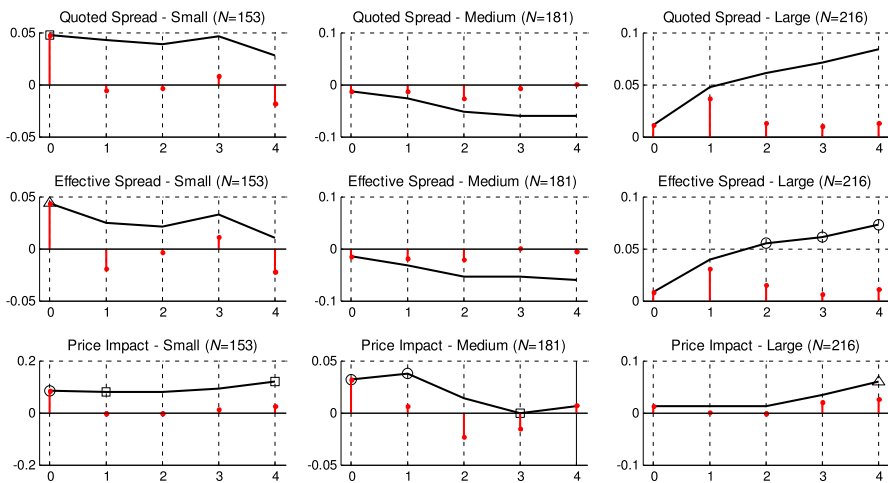 Quoted Spread - Small (N=153)
0.05
0
-0.05
0 1 2 3 4
Quoted Spread - Medium (N=181)
0.1
0
-0.1
0 1 2 3 4
Quoted Spread - Large (N=216)
0.1
0.05
0
0 1 2 3 4
Effective Spread - Small (N=153)
0.05
0
-0.05
0 1 2 3 4
Effective Spread - Medium (N=181)
0.1
0
-0.1
0 1 2 3 4
Effective Spread - Large (N=216)
0.1
0.05
0
0 1 2 3 4
Price Impact - Small (N=153)
0.2
0
-0.2
0 1 2 3 4
Price Impact - Medium (N=181)
0.05
0
-0.05
0 1 2 3 4
Price Impact - Large (N=216)
0.1
0
-0.1
0 1 2 3 4